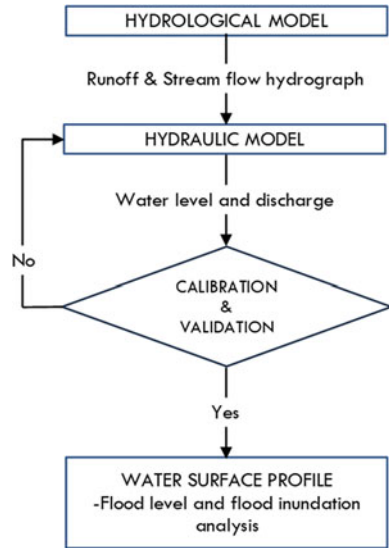 HYDROLOGICAL MODEL
Runoff & Stream flow hydrograph
HYDRAULIC MODEL
Water level and discharge
No
CALIBRATION
&
VALIDATION
Yes
WATER SURFACE PROFILE
-Flood level and flood inundation
analysis